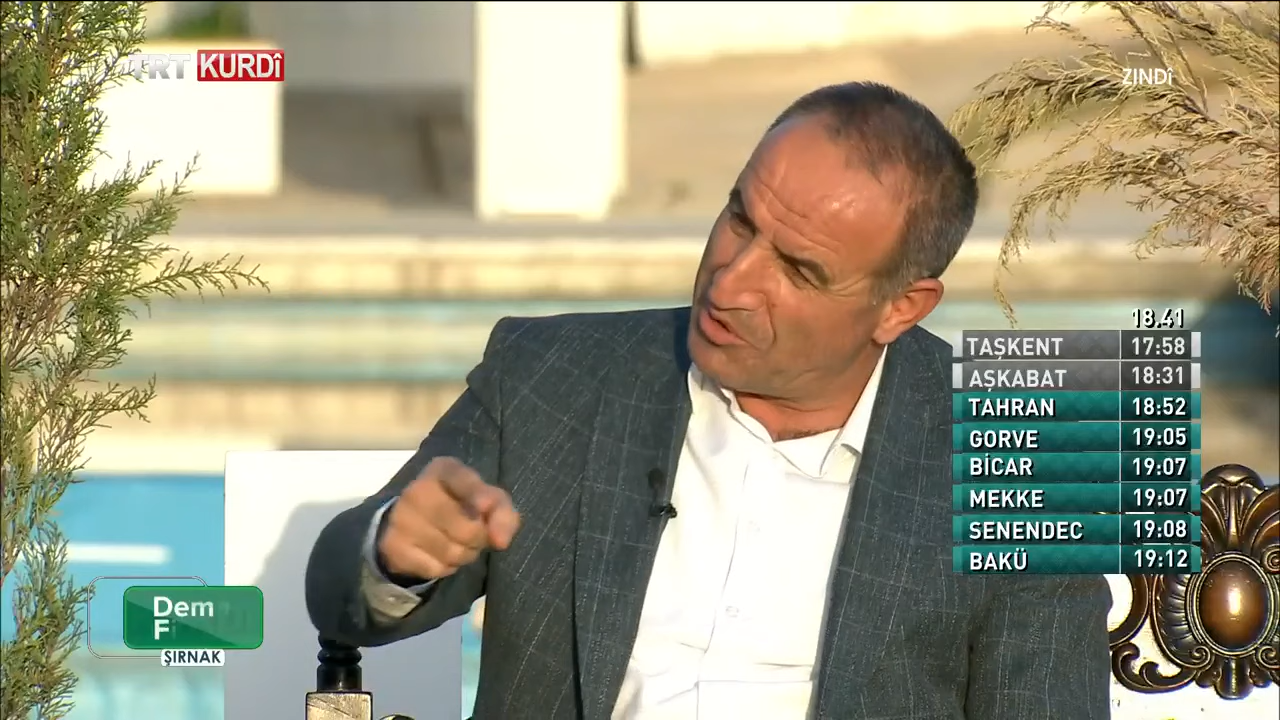 TRT KURDî
ZINDî
18.41
TAŞKENT 17:58
AŞKABAT 18:31
TAHRAN 18:52
GORVE 19:05
BİCAR 19:07
MEKKE 19:07
SENENDEC 19:08
BAKÜ 19:12
Dem
ŞIRNAK